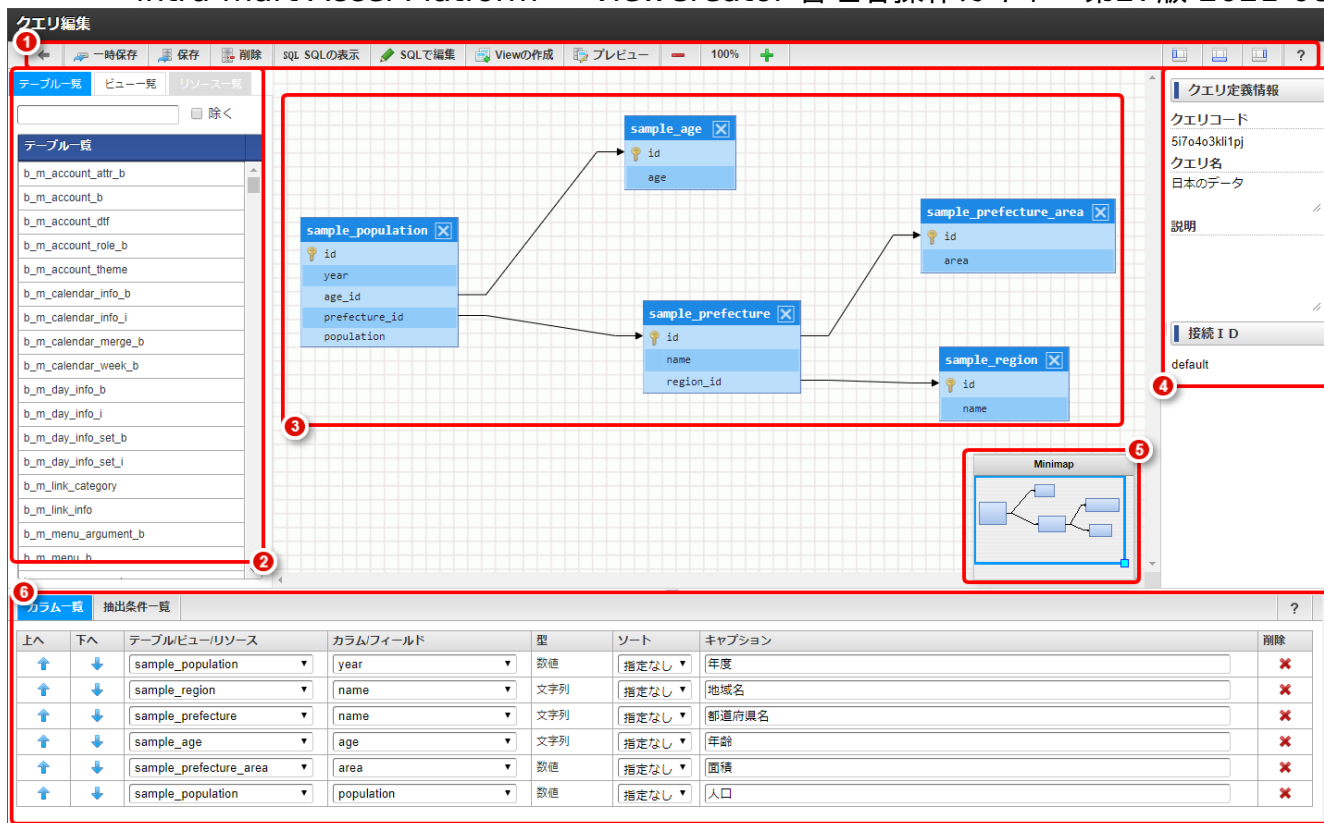 クエリ編集
1
一時保存 保存 削除 SQL SQLの表示 SQLで編集 Viewの作成 プレビュー 100% ?
テーブル一覧 ビュー一覧 リソース一覧
除く
テーブル一覧
b_m_account_attr_b
b_m_account_b
b_m_account_dtf
b_m_account_role_b
b_m_account_theme
b_m_calendar_info_b
b_m_calendar_info_i
b_m_calendar_merge_b
b_m_calendar_week_b
b_m_day_info_b
b_m_day_info_i
b_m_day_info_set_b
b_m_day_info_set_i
b_m_link_category
b_m_link_info
b_m_menu_argument_b
b_m_menu_b
2
sample_population
id
year
age_id
prefecture_id
population
sample_age
id
age
sample_prefecture
id
name
region_id
sample_prefecture_area
id
area
sample_region
id
name
3
クエリ定義情報
クエリコード
5i7o4o3kli1pj
クエリ名
日本のデータ
説明
接続ＩＤ
default
4
5
Minimap
6
カラム一覧 抽出条件一覧 ?
上へ 下へ テーブル/ビュー/リソース カラム/フィールド 型 ソート キャプション 削除
sample_population year 数値 指定なし 年度
sample_region name 文字列 指定なし 地域名
sample_prefecture name 文字列 指定なし 都道府県名
sample_age age 文字列 指定なし 年齢
sample_prefecture_area area 数値 指定なし 面積
sample_population population 数値 指定なし 人口